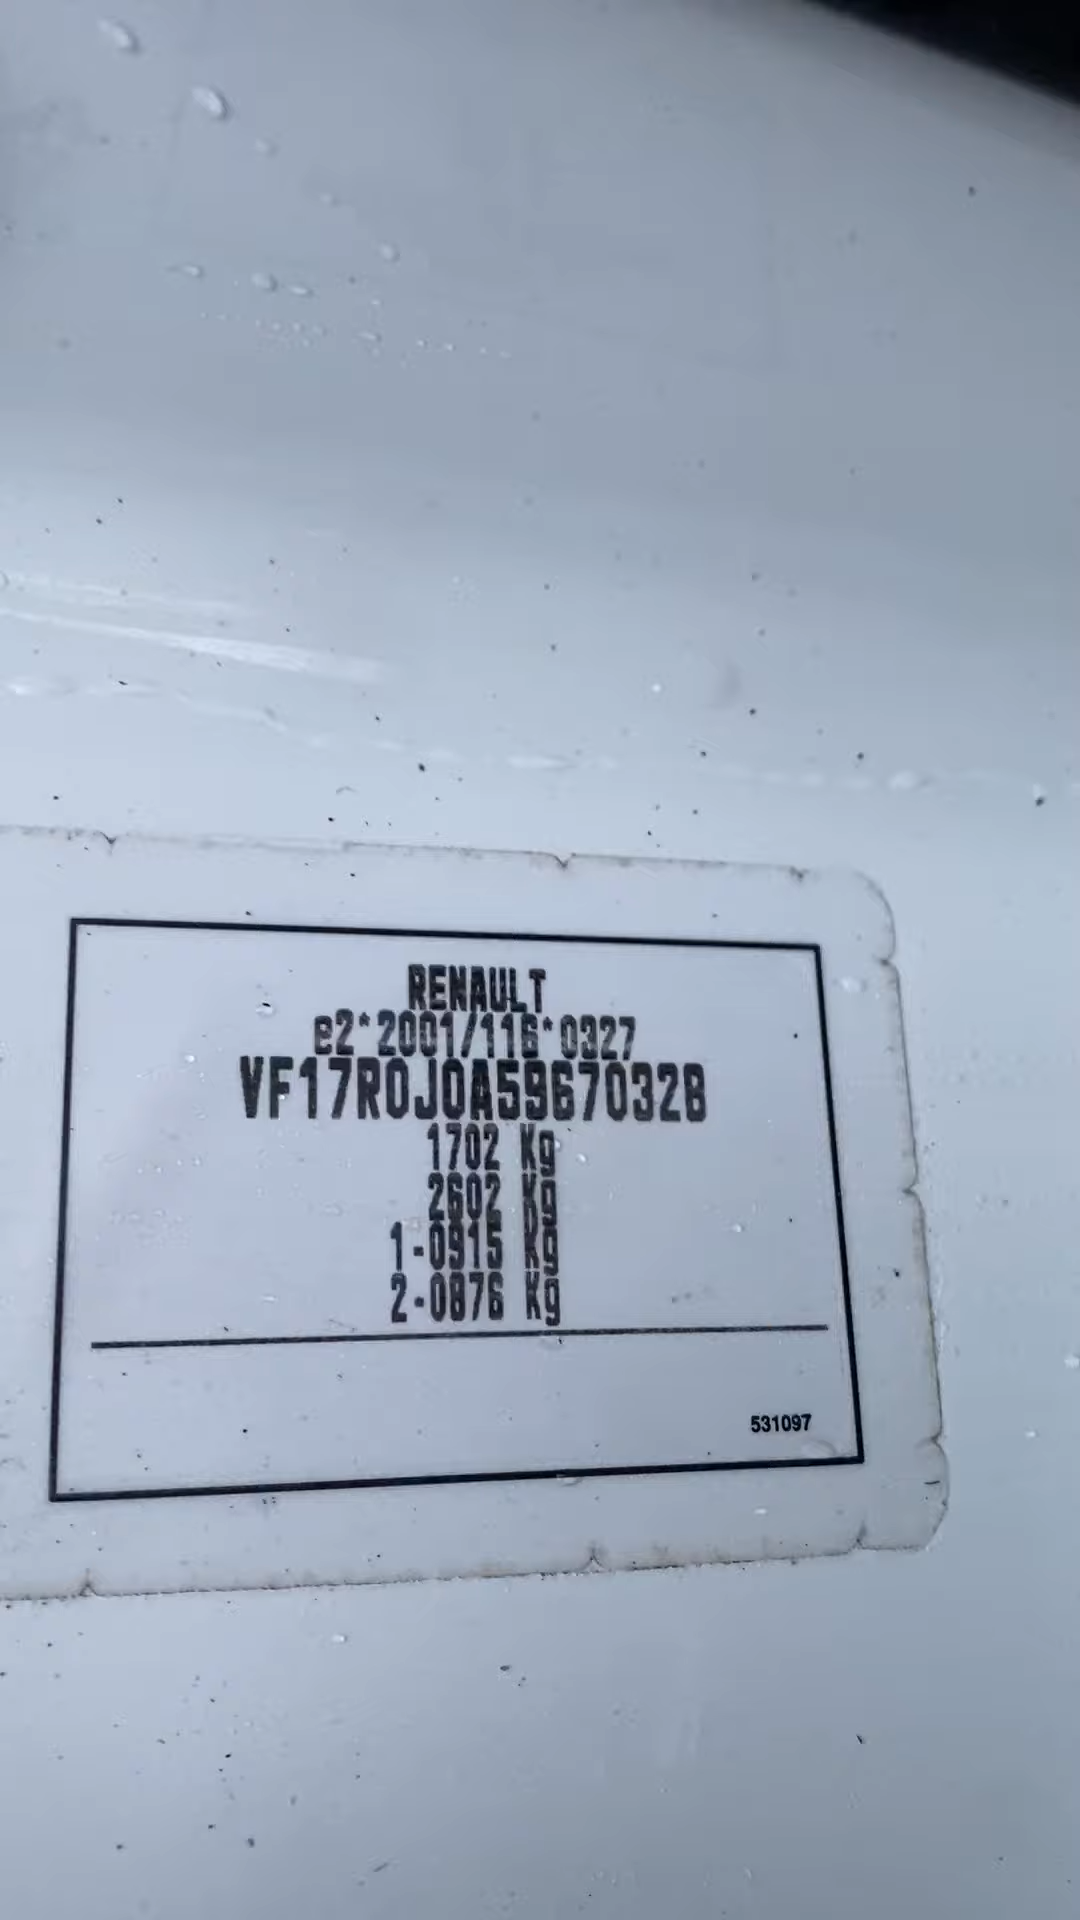 RENAULT
e2*2001/116*0327
VF17R0J0A59670328
1702 Kg
2602 Kg
1-0915 Kg
2-0876 Kg
531097